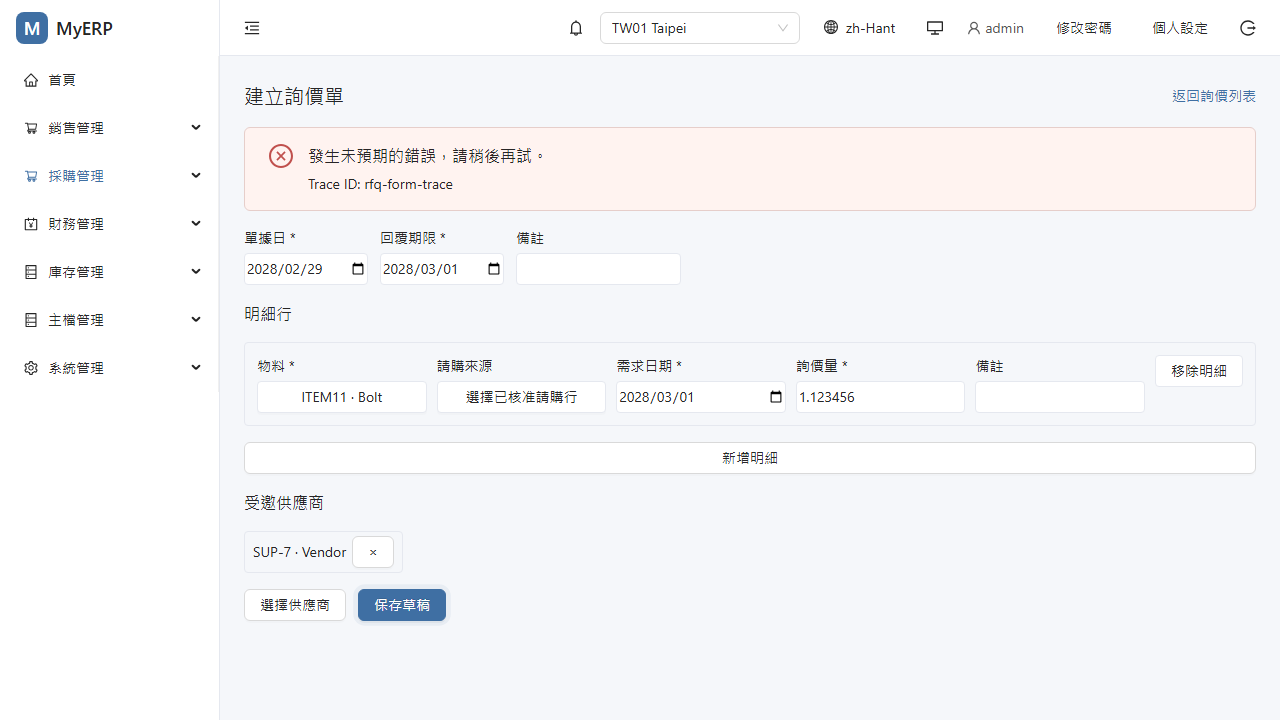 M MyERP
TW01 Taipei
zh-Hant
admin
修改密碼
個人設定
首頁
銷售管理
採購管理
財務管理
庫存管理
主檔管理
系統管理
建立詢價單
返回詢價列表
發生未預期的錯誤，請稍後再試。
Trace ID: rfq-form-trace
單據日 * 回覆期限 * 備註
2028/02/29 2028/03/01
明細行
物料 * 請購來源 需求日期 * 詢價量 * 備註
ITEM11 · Bolt 選擇已核准請購行 2028/03/01 1.123456
移除明細
新增明細
受邀供應商
SUP-7 · Vendor ×
選擇供應商 保存草稿